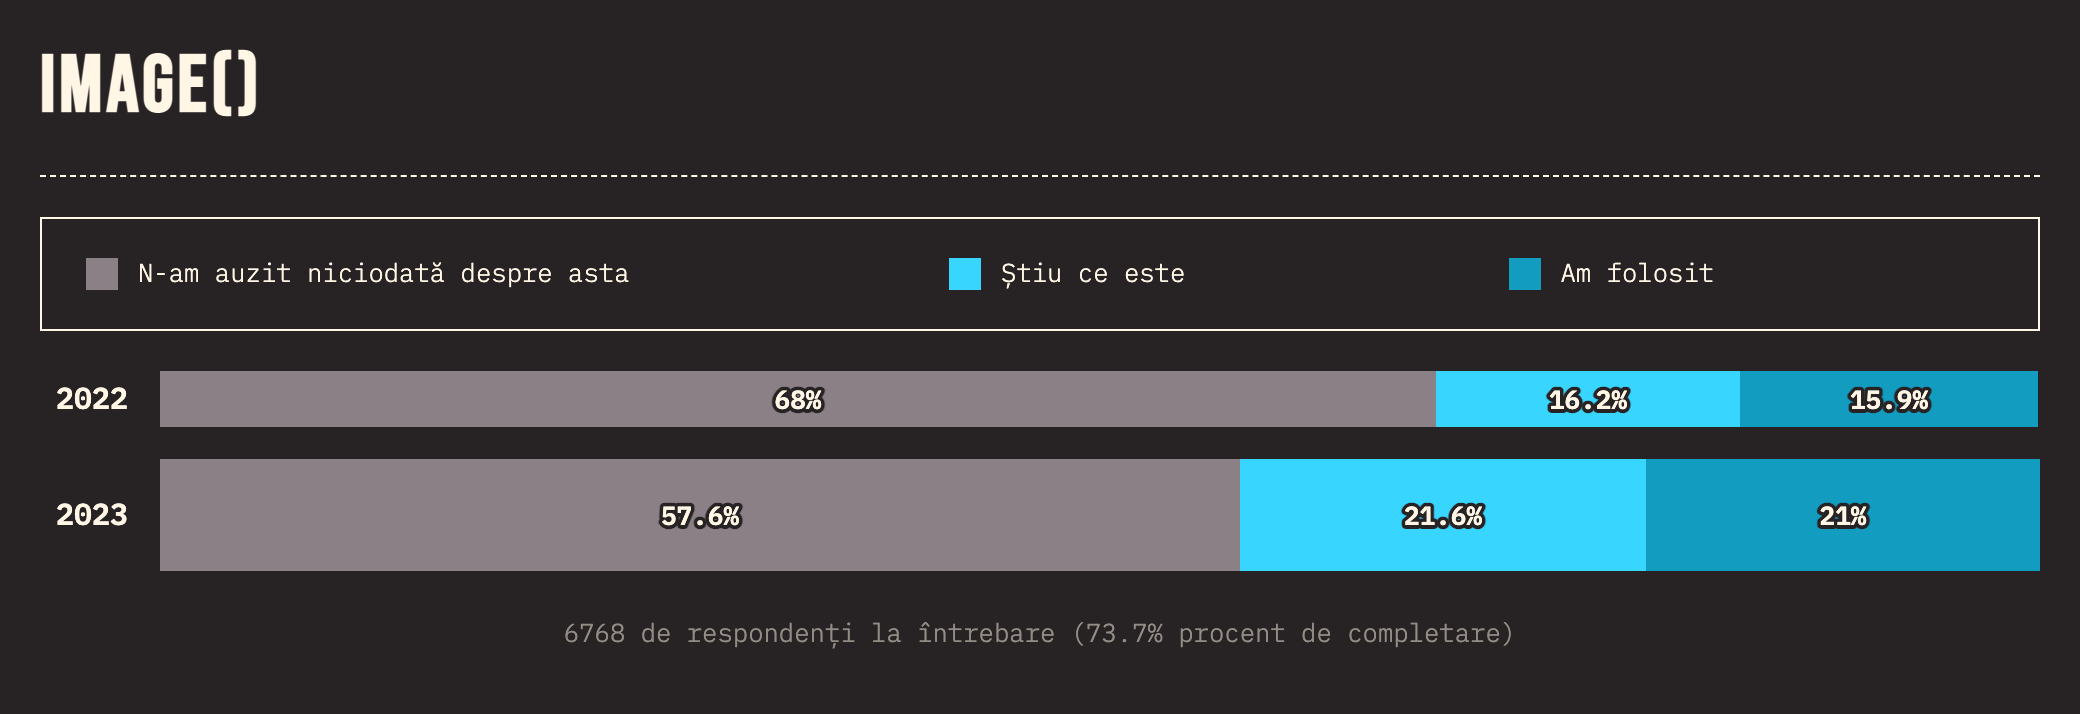 IMAGE()
N-am auzit niciodată despre asta
Știu ce este
Am folosit
2022 68% 16.2% 15.9%
2023 57.6% 21.6% 21%
6768 de respondenți la întrebare (73.7% procent de completare)